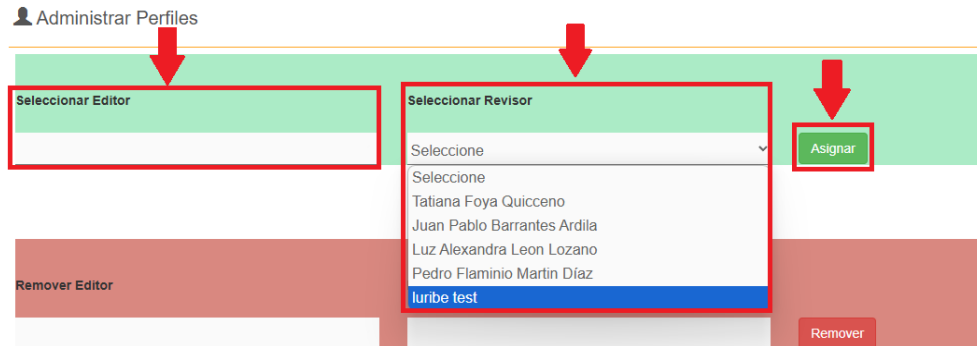 Administrar Perfiles
Seleccionar Editor
Seleccionar Revisor
Seleccione
Asignar
Seleccione
Tatiana Foya Quicceno
Juan Pablo Barrantes Ardila
Luz Alexandra Leon Lozano
Pedro Flaminio Martin Díaz
luribe test
Remover Editor
Remover